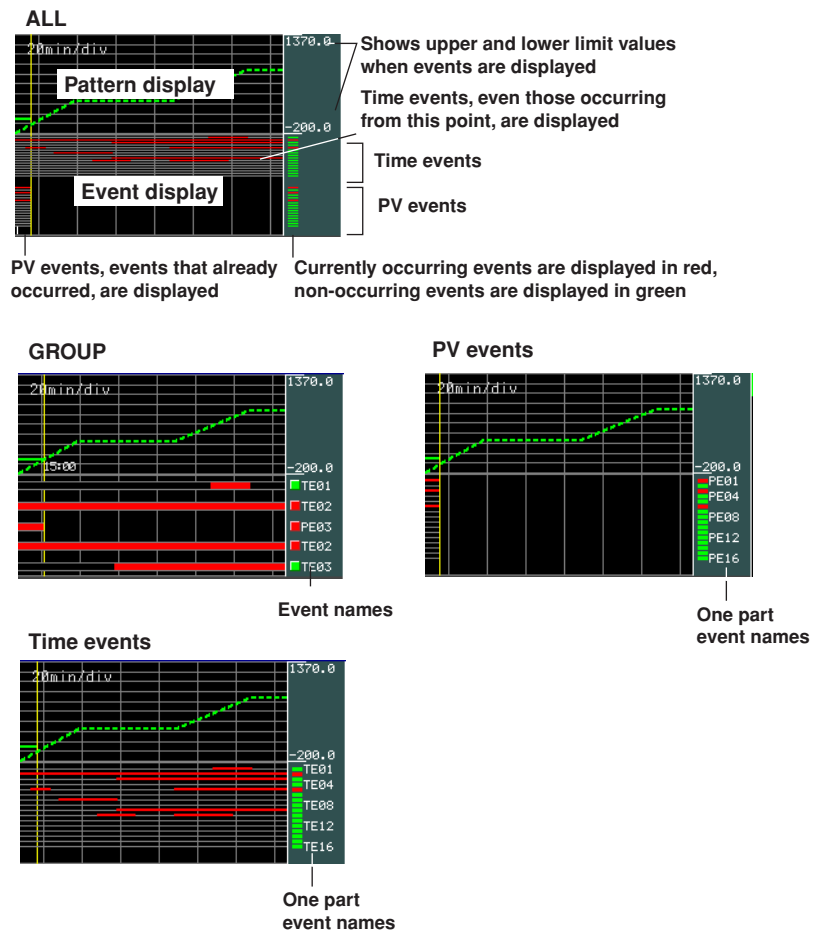 ALL
20min/div
1370.0
Pattern display
-200.0
Event display
Shows upper and lower limit values
when events are displayed
Time events, even those occurring
from this point, are displayed
Time events
PV events
PV events, events that already
occurred, are displayed
Currently occurring events are displayed in red,
non-occurring events are displayed in green
GROUP
20min/div
1370.0
15:00
-200.0
TE01
TE02
PE03
TE02
TE03
Event names
PV events
20min/div
1370.0
-200.0
PE01
PE04
PE08
PE12
PE16
One part
event names
Time events
20min/div
1370.0
-200.0
TE01
TE04
TE08
TE12
TE16
One part
event names